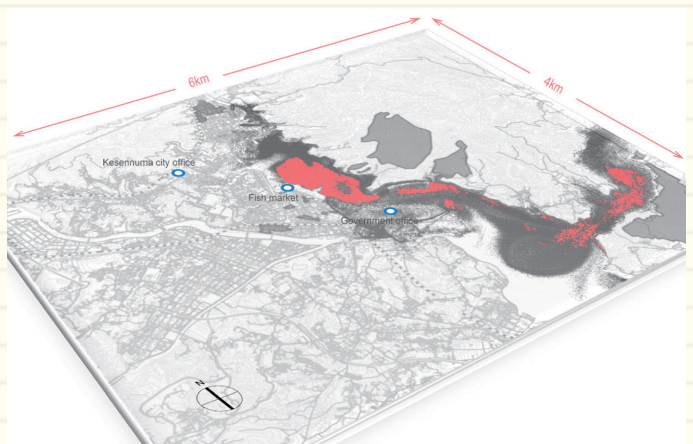 6km
4km
Kesennuma city office
Fish market
Government office
N